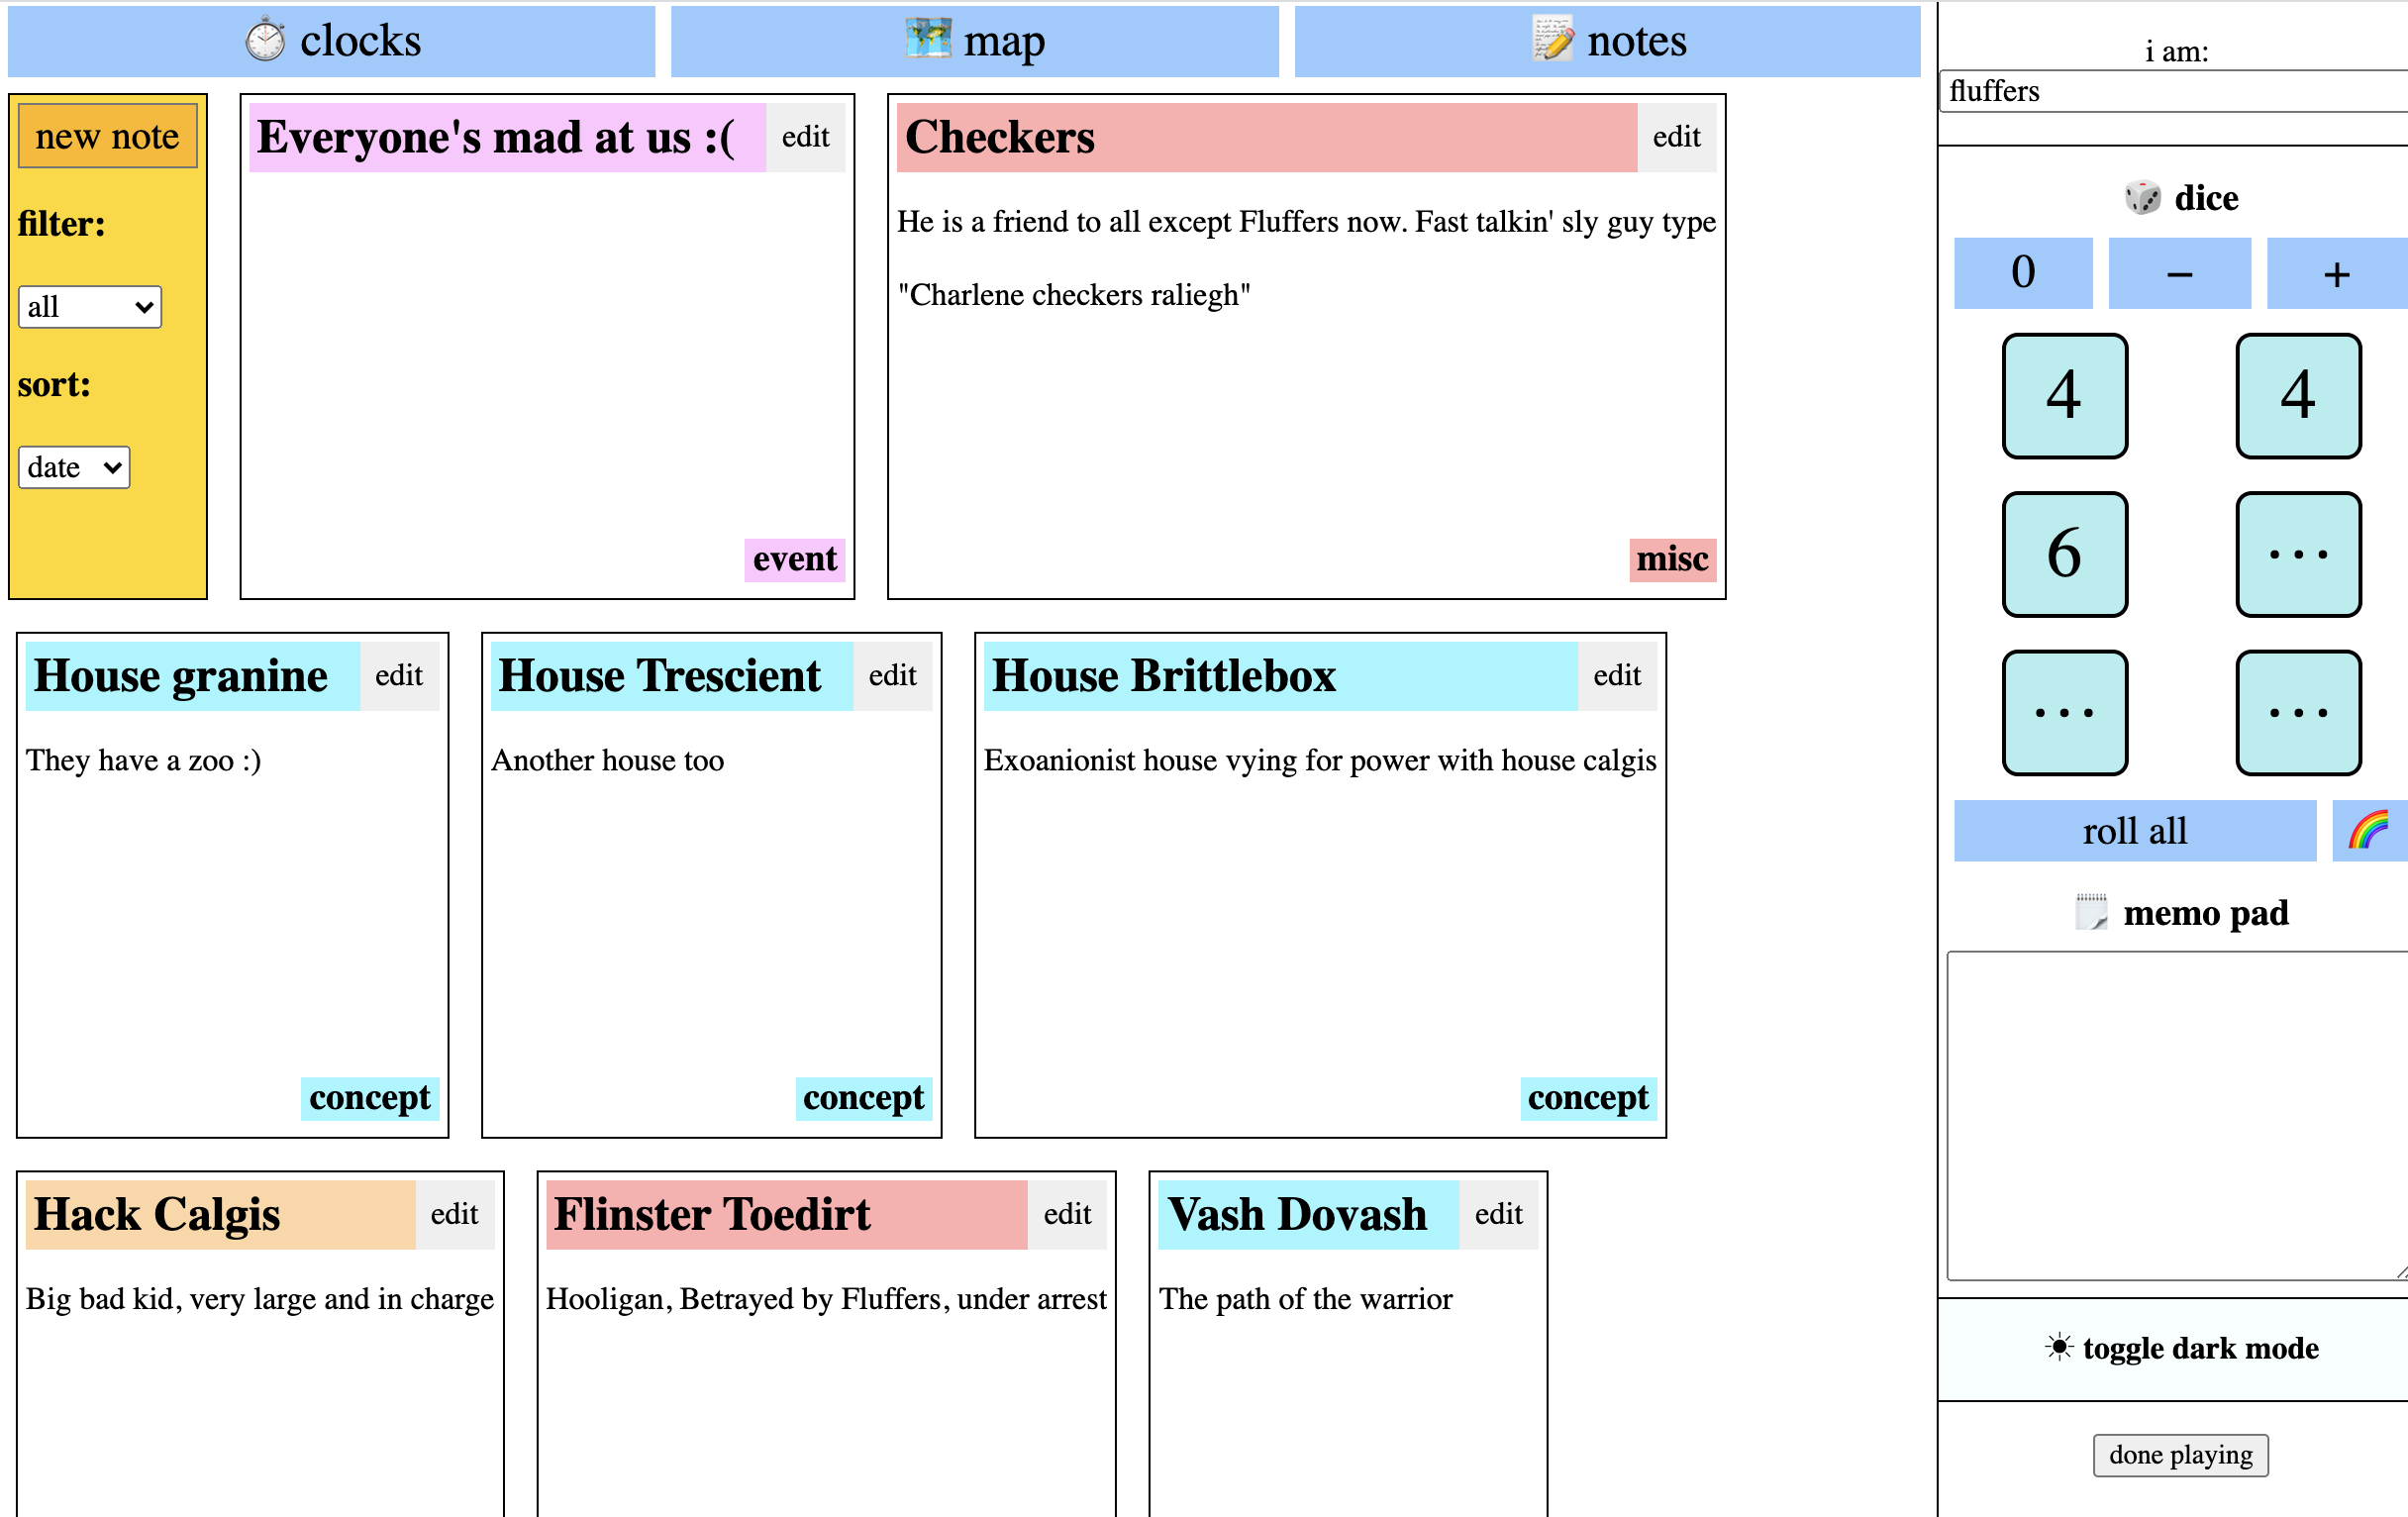 ⏱️ clocks
🗺️ map
📝 notes
new note
filter:
all
sort:
date
Everyone's mad at us :(
edit
event
Checkers
edit
He is a friend to all except Fluffers now. Fast talkin' sly guy type
"Charlene checkers raliegh"
misc
House granine
edit
They have a zoo :)
concept
House Trescient
edit
Another house too
concept
House Brittlebox
edit
Exoanionist house vying for power with house calgis
concept
Hack Calgis
edit
Big bad kid, very large and in charge
Flinster Toedirt
edit
Hooligan, Betrayed by Fluffers, under arrest
Vash Dovash
edit
The path of the warrior
i am:
fluffers
🎲 dice
0 − +
4 4
6 ...
... ...
roll all 🌈
🗒️ memo pad
☀ toggle dark mode
done playing